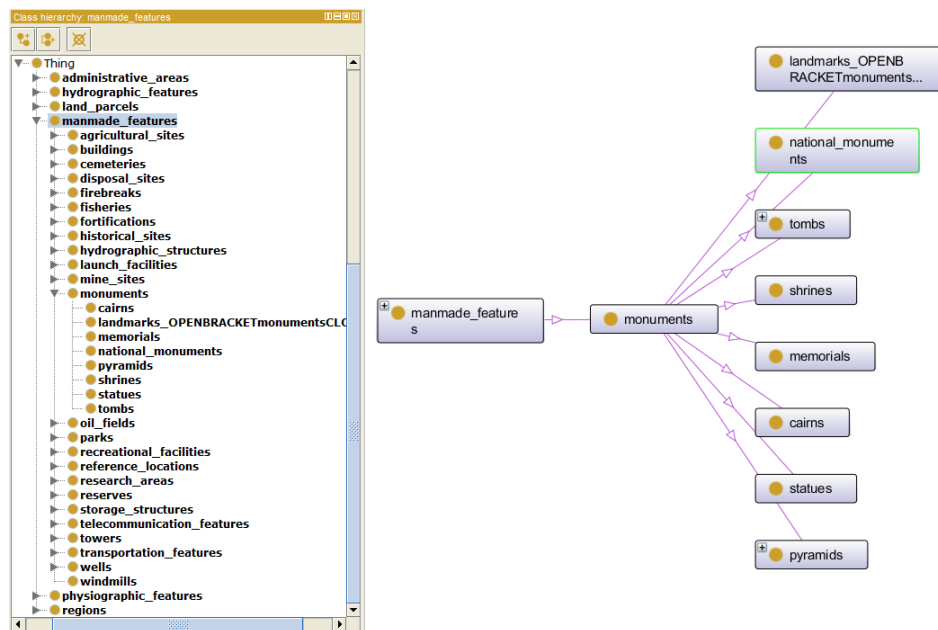 Class hierarchy: manmade_features
Thing
administrative_areas
hydrographic_features
land_parcels
manmade_features
agricultural_sites
buildings
cemeteries
disposal_sites
firebreaks
fisheries
fortifications
historical_sites
hydrographic_structures
launch_facilities
mine_sites
monuments
cairns
landmarks_OPENBRACKETmonumentsCLO
memorials
national_monuments
pyramids
shrines
statues
tombs
oil_fields
parks
recreational_facilities
reference_locations
research_areas
reserves
storage_structures
telecommunication_features
towers
transportation_features
wells
windmills
physiographic_features
regions
manmade_feature
s
monuments
landmarks_OPENB
RACKETmonuments...
national_monume
nts
tombs
shrines
memorials
cairns
statues
pyramids